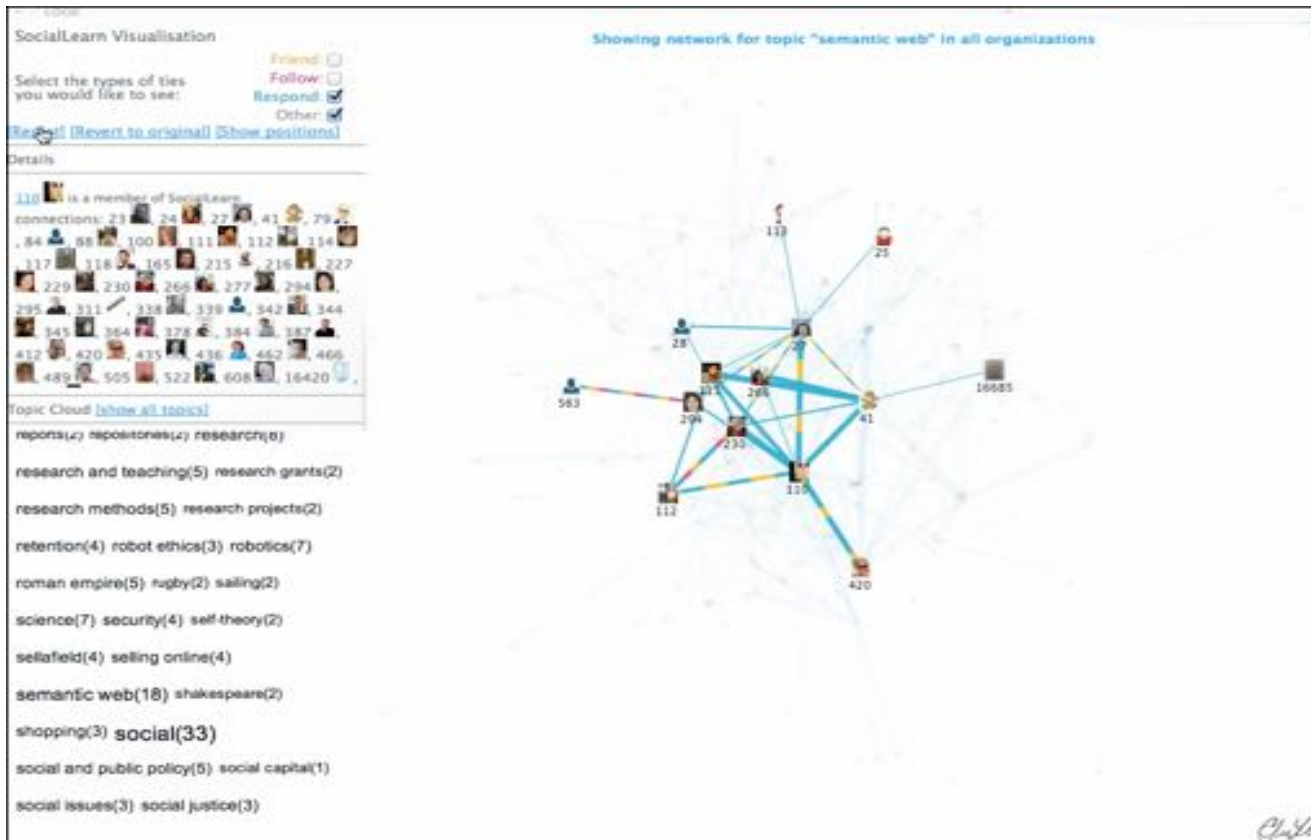 SocialLearn Visualisation
Showing network for topic "semantic web" in all organizations
Friend:
Select the types of ties
Follow:
you would like to see:
Respond:
Other:
[Revert to original] [Show positions]
Details
110 is a member of SocialLearn
connections: 23, 24, 27, 41, 79
, 84, 88, 100, 111, 112, 114
, 117, 118, 165, 215, 216, 227
, 229, 230, 266, 277, 294,
295, 311, 338, 339, 342, 344
, 345, 364, 378, 384, 387,
412, 420, 435, 436, 462, 466
, 489, 505, 522, 608, 16420,
Topic Cloud [show all topics]
reports(2) repositories(2) research(6)
research and teaching(5) research grants(2)
research methods(5) research projects(2)
retention(4) robot ethics(3) robotics(7)
roman empire(5) rugby(2) sailing(2)
science(7) security(4) self-theory(2)
sellafield(4) selling online(4)
semantic web(18) shakespeare(2)
shopping(3) social(33)
social and public policy(5) social capital(1)
social issues(3) social justice(3)
113
25
28
27
16685
563
294
266
41
230
110
112
420